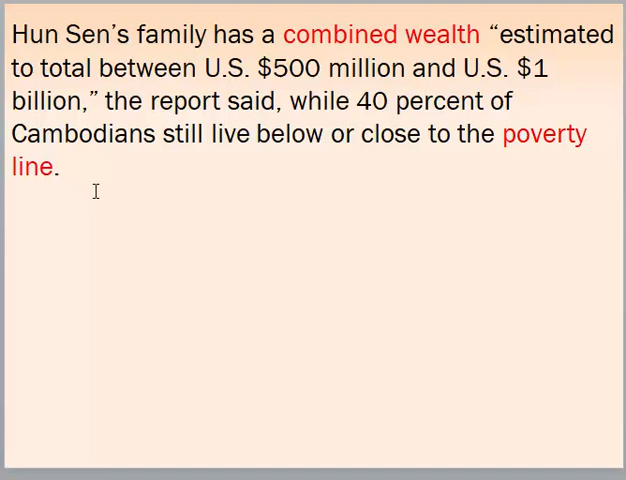 Hun Sen’s family has a combined wealth “estimated
to total between U.S. $500 million and U.S. $1
billion,” the report said, while 40 percent of
Cambodians still live below or close to the poverty
line.